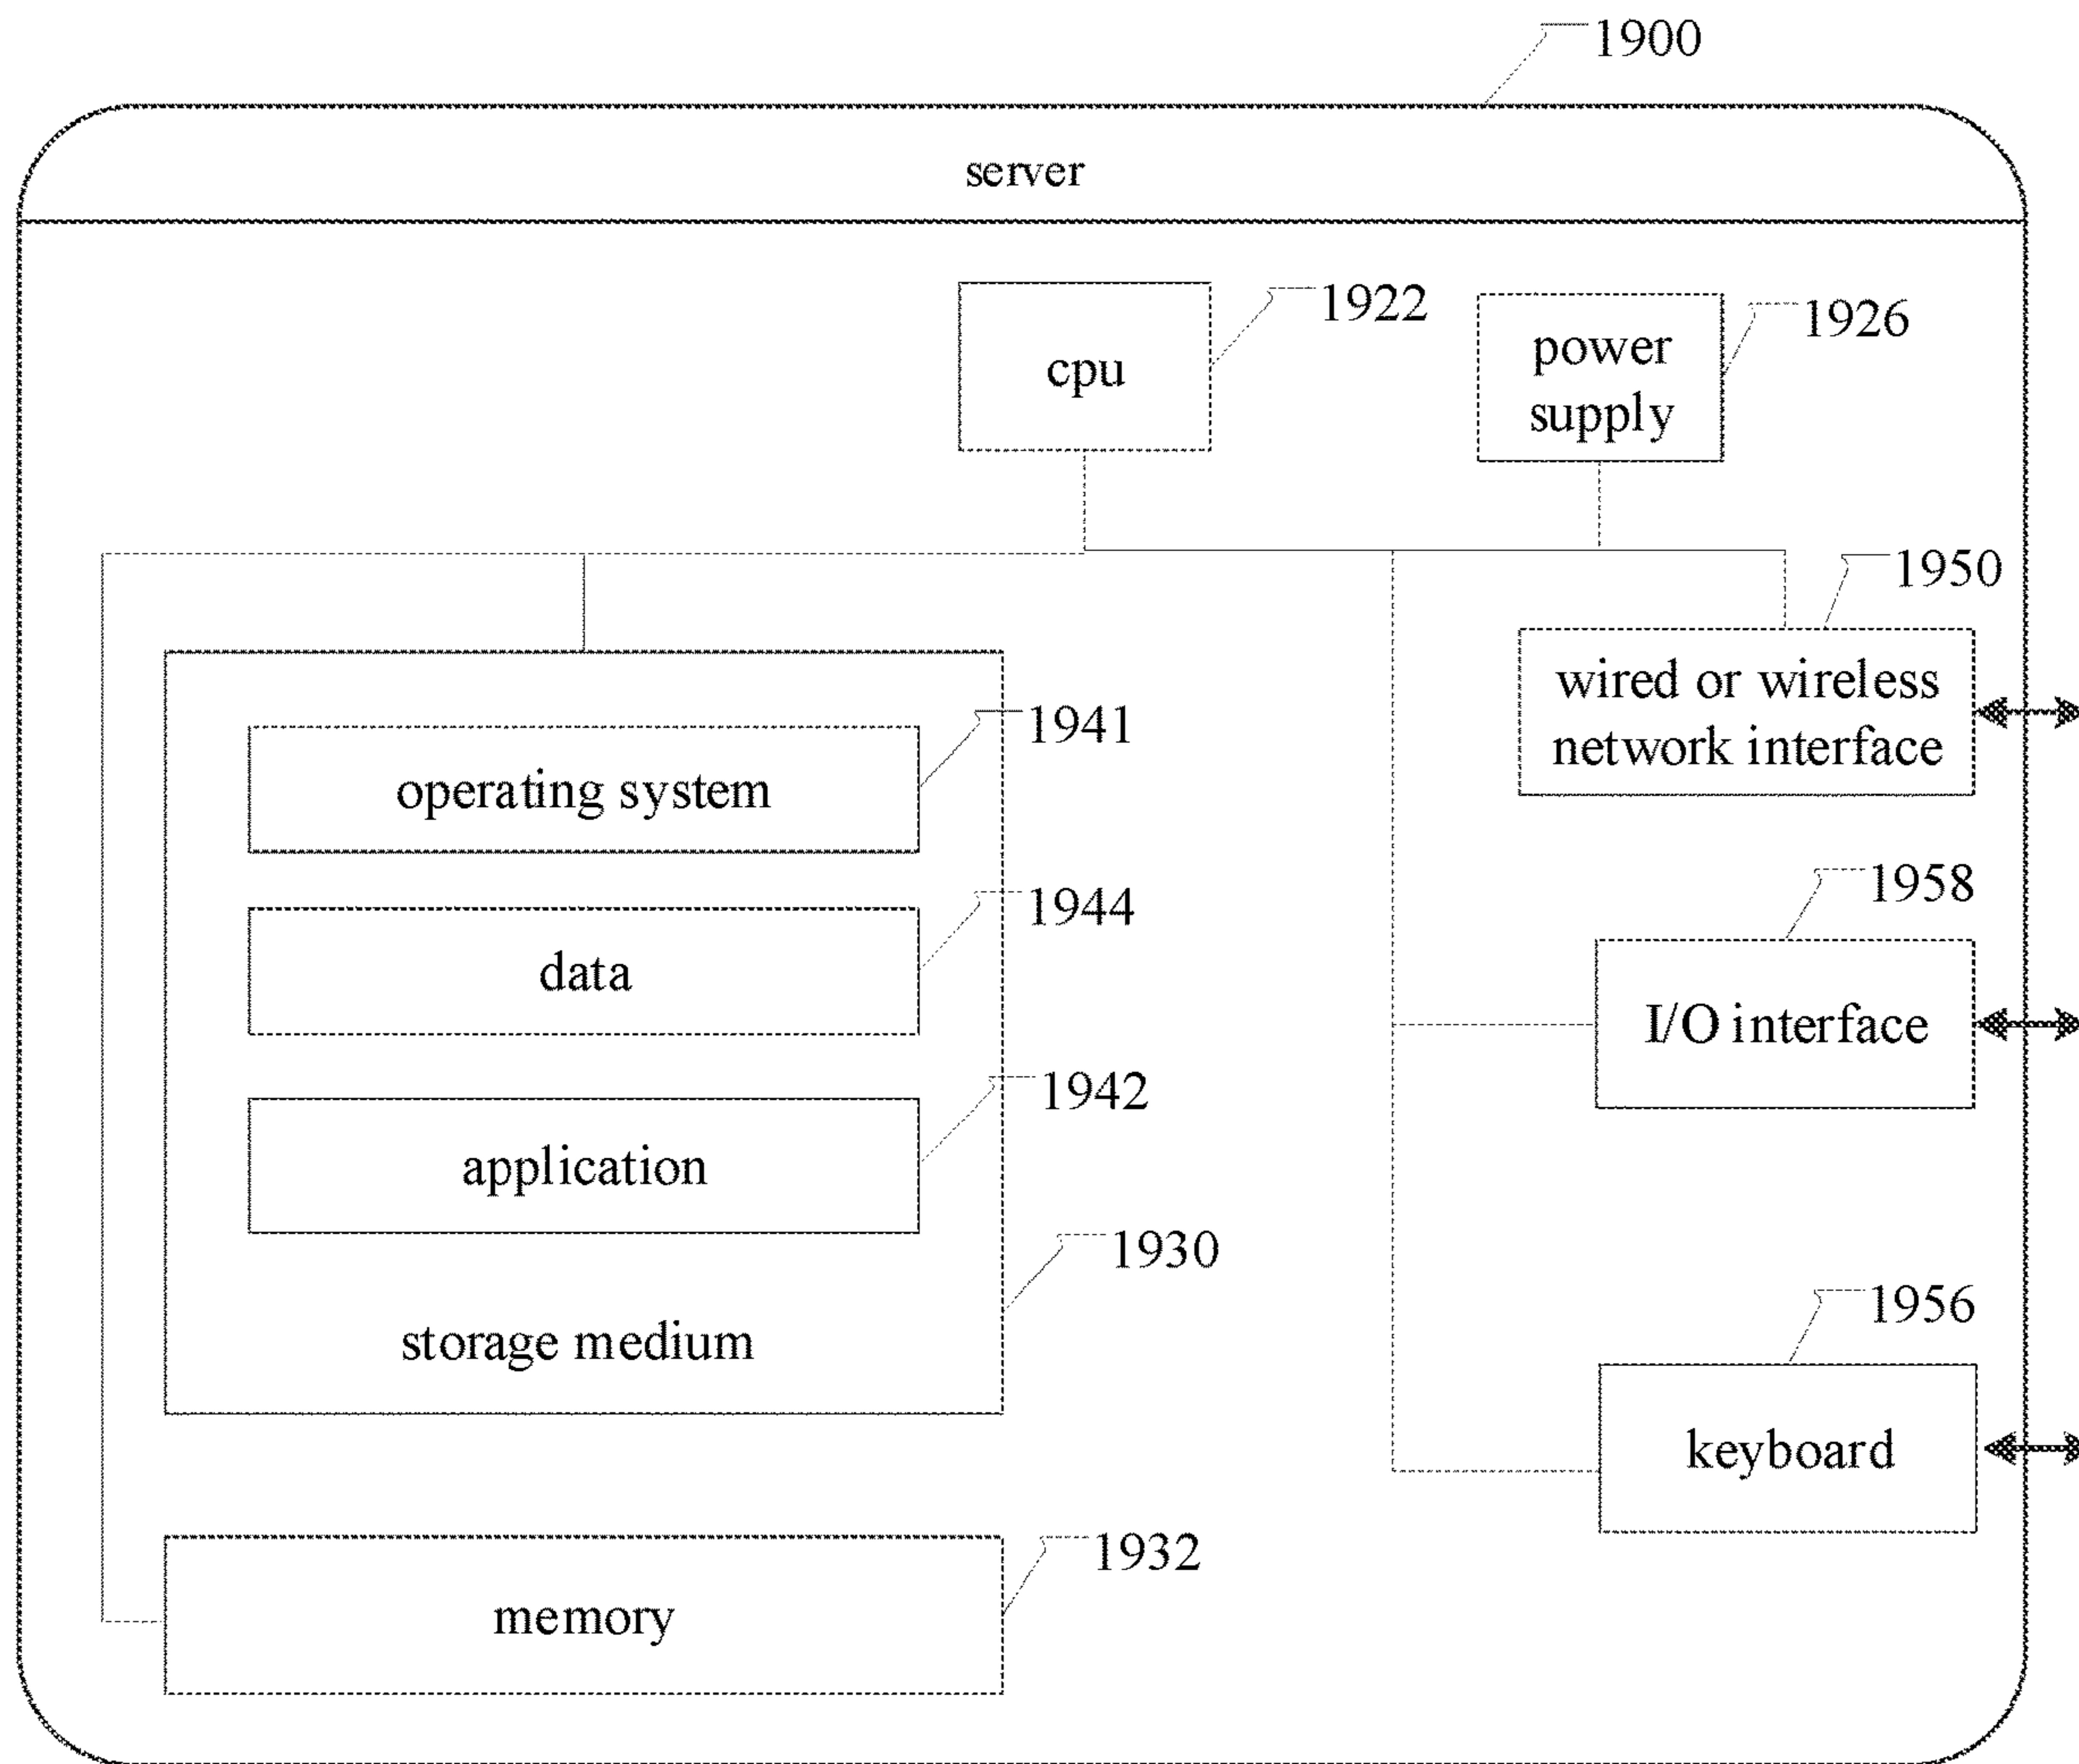 1900
server
1922
cpu
1926
power
supply
1950
wired or wireless
network interface
1941
operating system
1944
data
1958
I/O interface
1942
application
1930
storage medium
1956
keyboard
1932
memory